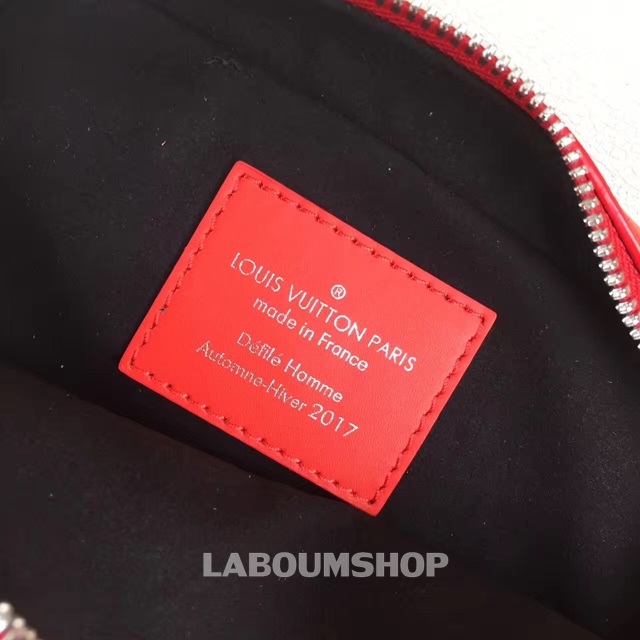 ®
LOUIS VUITTON PARIS
made in France
Défilé Homme
Automne-Hiver 2017
LABOUMSHOP